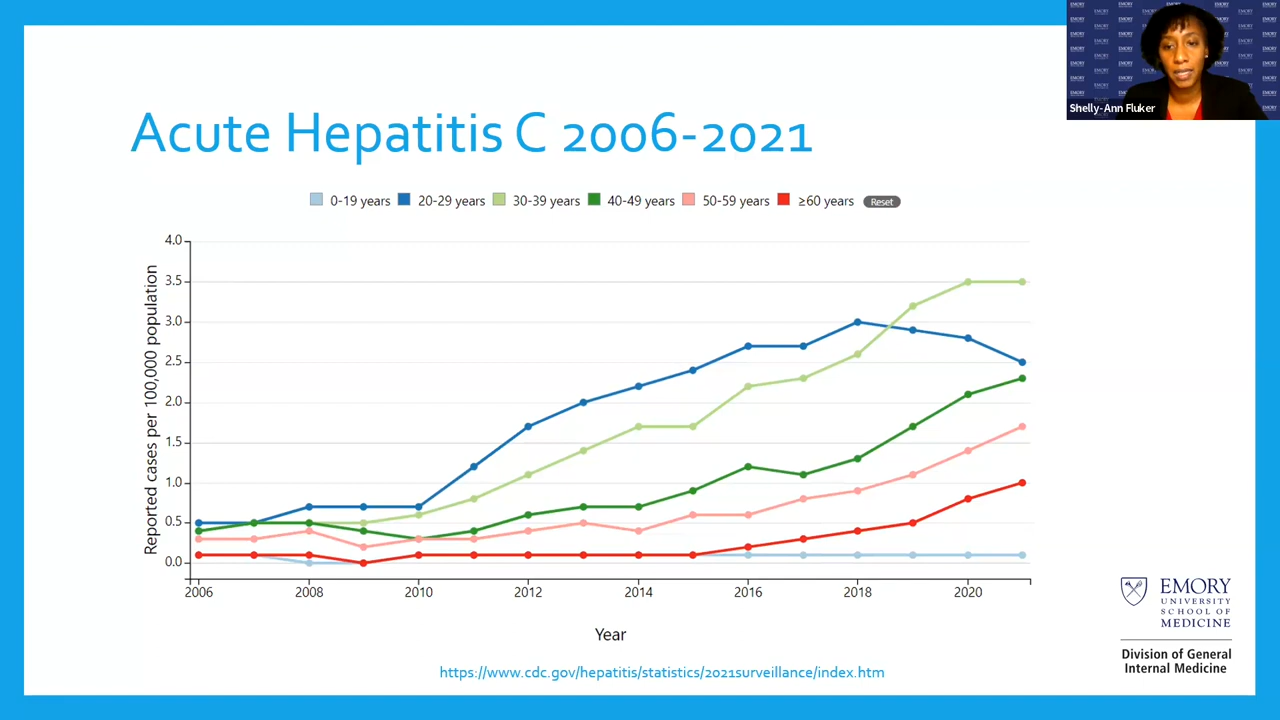 Shelly-Ann Fluker
Acute Hepatitis C 2006-2021
0-19 years 20-29 years 30-39 years 40-49 years 50-59 years ≥60 years Reset
Reported cases per 100,000 population
4.0
3.5
3.0
2.5
2.0
1.5
1.0
0.5
0.0
2006 2008 2010 2012 2014 2016 2018 2020
Year
https://www.cdc.gov/hepatitis/statistics/2021surveillance/index.htm
EMORY
UNIVERSITY
SCHOOL OF
MEDICINE
Division of General
Internal Medicine